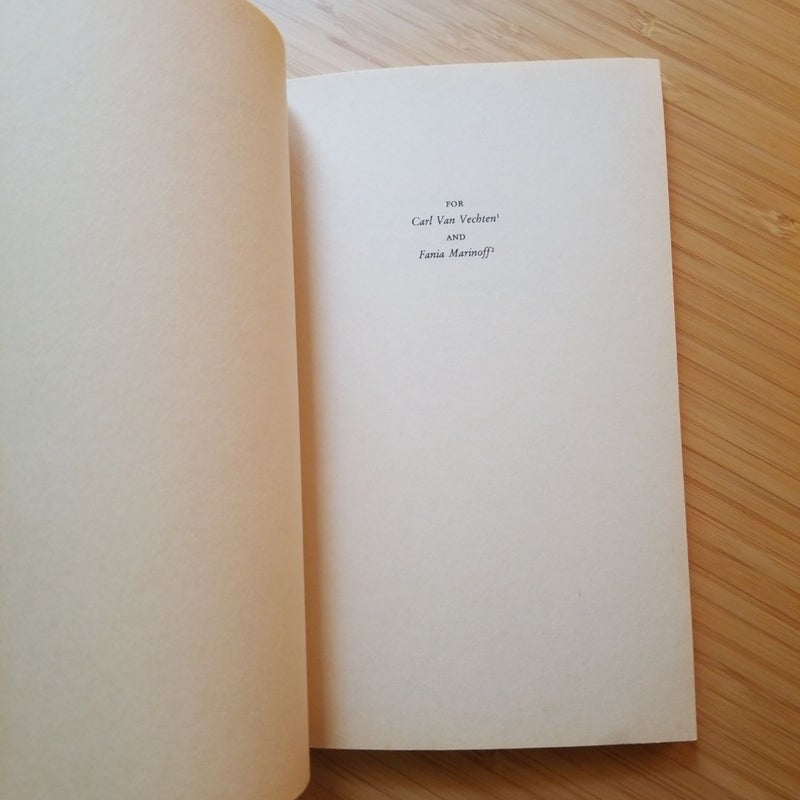 FOR
Carl Van Vechten¹
AND
Fania Marinoff²